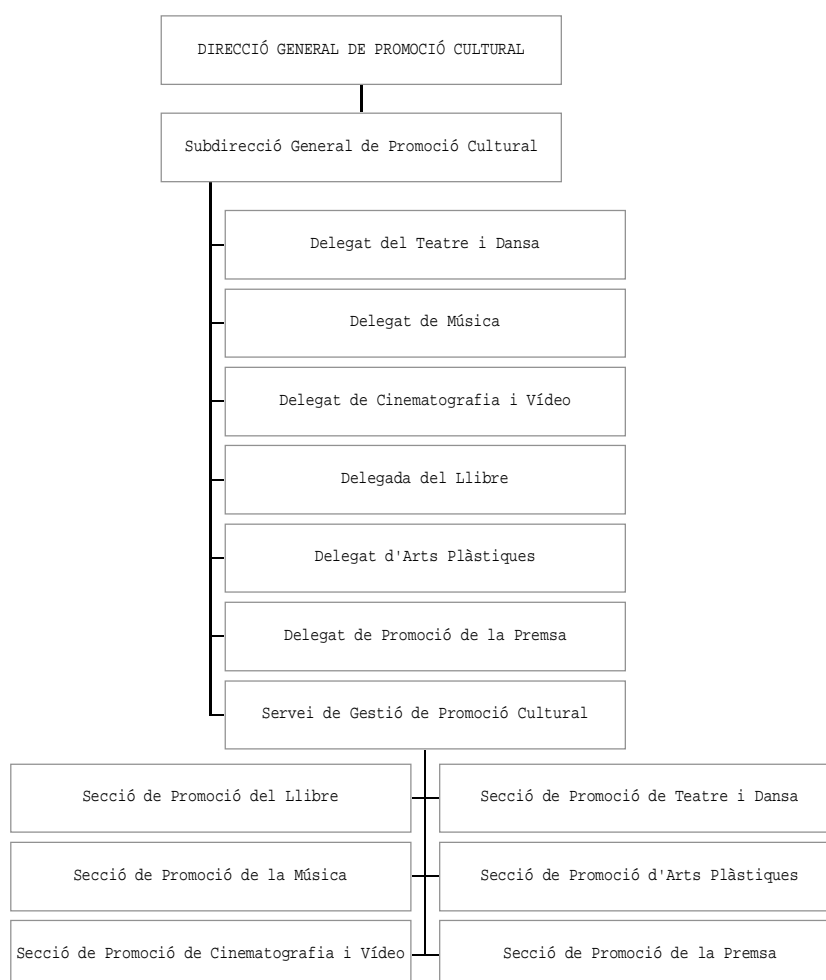 DIRECCIÓ GENERAL DE PROMOCIÓ CULTURAL
Subdirecció General de Promoció Cultural
Delegat del Teatre i Dansa
Delegat de Música
Delegat de Cinematografia i Vídeo
Delegada del Llibre
Delegat d'Arts Plàstiques
Delegat de Promoció de la Premsa
Servei de Gestió de Promoció Cultural
Secció de Promoció del Llibre
Secció de Promoció de Teatre i Dansa
Secció de Promoció de la Música
Secció de Promoció d'Arts Plàstiques
Secció de Promoció de Cinematografia i Vídeo
Secció de Promoció de la Premsa